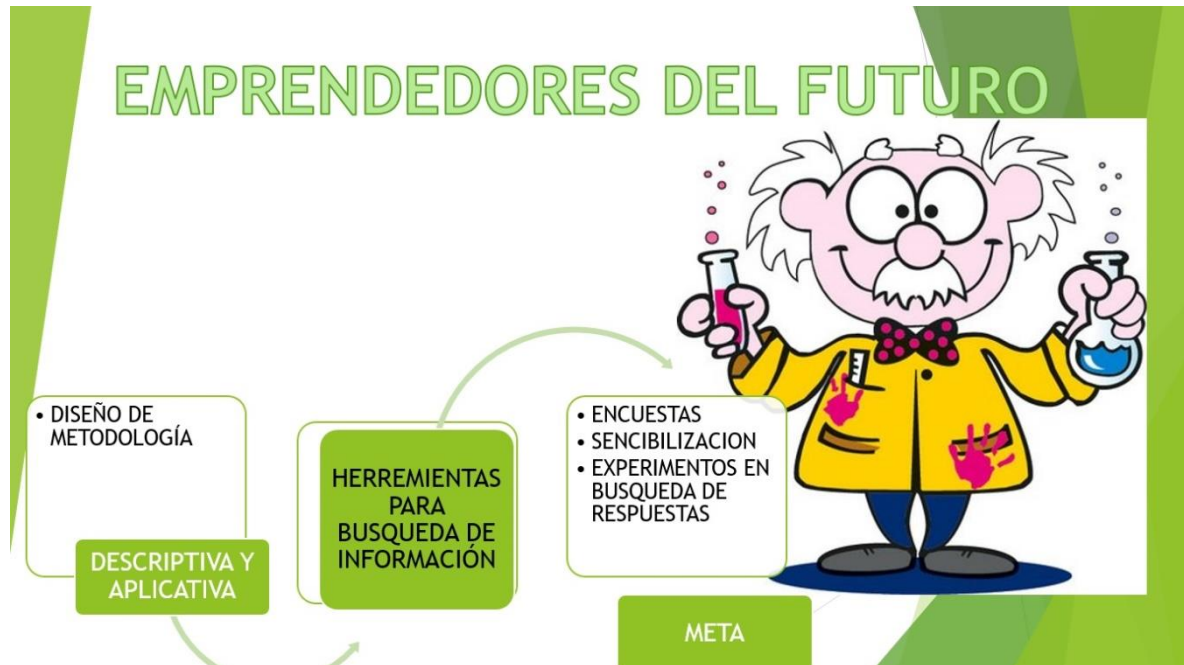 EMPRENDEDORES DEL FUTURO
• DISEÑO DE
METODOLOGÍA
DESCRIPTIVA Y
APLICATIVA
HERREMIENTAS
PARA
BUSQUEDA DE
INFORMACIÓN
• ENCUESTAS
• SENCIBILIZACION
• EXPERIMENTOS EN
BUSQUEDA DE
RESPUESTAS
META